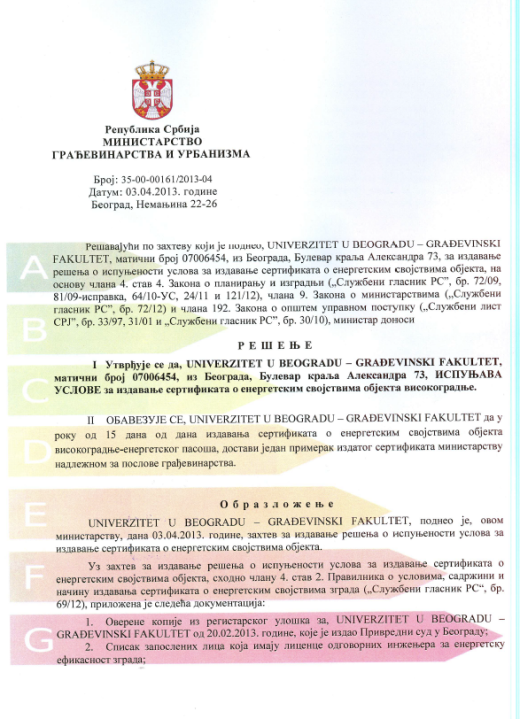 Република Србија
МИНИСТАРСТВО
ГРАЂЕВИНАРСТВА И УРБАНИЗМА
Број: 35-00-00161/2013-04
Датум: 03.04.2013. године
Београд, Немањина 22-26
Решавајући по захтеву који је поднео, UNIVERZITET U BEOGRADU – GRAĐEVINSKI
FAKULTET, матични број 07006454, из Београда, Булевар краља Александра 73, за издавање
решења о испуњености услова за издавање сертификата о енергетским својствима објекта, на
основу члана 4. став 4. Закона о планирању и изградњи („Службени гласник РС”, бр. 72/09,
81/09-исправка, 64/10-УС, 24/11 и 121/12), члана 9. Закона о министарствима („Службени
гласник РС”, бр. 72/12) и члана 192. Закона о општем управном поступку („Службени лист
СРЈ”, бр. 33/97, 31/01 и „Службени гласник РС”, бр. 30/10), министар доноси
A
B
Р Е Ш Е Њ Е
I Утврђује се да, UNIVERZITET U BEOGRADU – GRAĐEVINSKI FAKULTET,
матични број 07006454, из Београда, Булевар краља Александра 73, ИСПУЊАВА
УСЛОВЕ за издавање сертификата о енергетским својствима објекта високоградње.
C
II ОБАВЕЗУЈЕ СЕ, UNIVERZITET U BEOGRADU – GRAĐEVINSKI FAKULTET да у
року од 15 дана од дана издавања сертификата о енергетским својствима објекта
високоградње-енергетског пасоша, достави један примерак издатог сертификата министарству
надлежном за послове грађевинарства.
D
О б р а з л о ж е њ е
UNIVERZITET U BEOGRADU – GRAĐEVINSKI FAKULTET, поднео је, овом
министарству, дана 03.04.2013. године, захтев за издавање решења о испуњености услова за
издавање сертификата о енергетским својствима објекта.
E
Уз захтев за издавање решења о испуњености услова за издавање сертификата о
енергетским својствима објекта, сходно члану 4. став 2. Правилника о условима, садржини и
начину издавања сертификата о енергетским својствима зграда („Службени гласник РС“, бр.
69/12), приложена је следећа документација:
F
1. Оверене копије из регистарског улошка за, UNIVERZITET U BEOGRADU –
GRAĐEVINSKI FAKULTET од 20.02.2013. године, које је издао Привредни суд у Београду;
2. Списак запослених лица која имају лиценце одговорних инжењера за енергетску
ефикасност зграда;
G